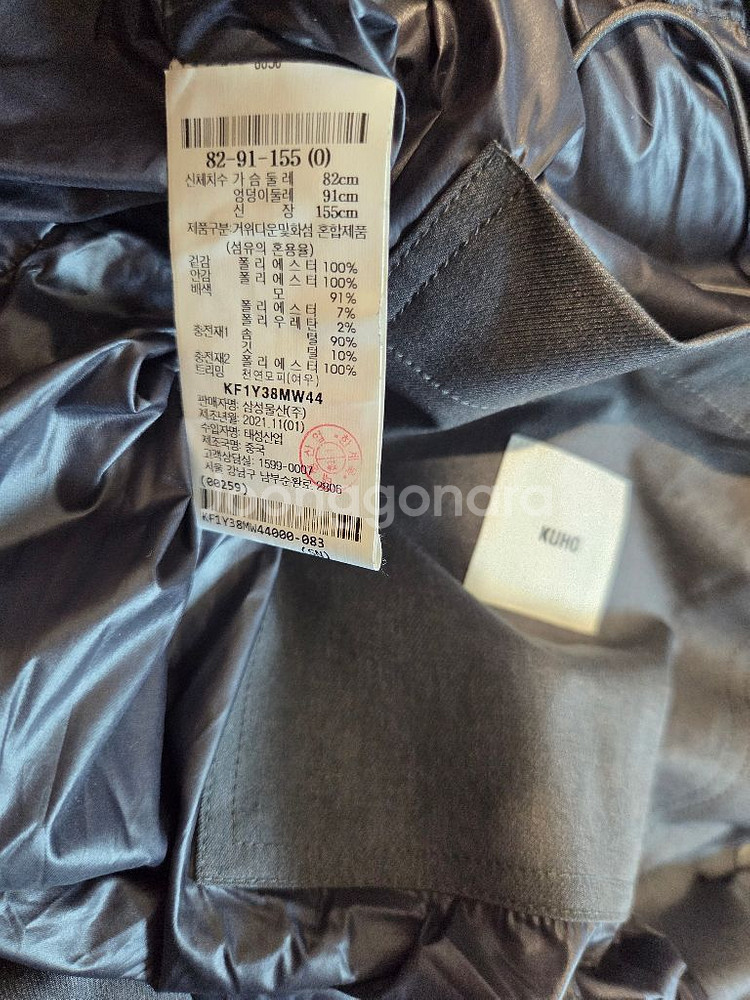 82-91-155 (0)
신체치수 가 슴 둘 레 82cm
엉덩이둘레 91cm
신 장 155cm
제품구분:거위다운및화섬 혼합제품
(섬유의 혼용율)
겉감 폴 리 에 스 터 100%
안감 폴 리 에 스 터 100%
배색 모 91%
폴 리 에 스 터 7%
폴 리 우 레 탄 2%
충전재1 솜 털 90%
깃 털 10%
충전재2 폴 리 에 스 터 100%
트리밍 천연모피(여우)
KF1Y38MW44
판매자명: 삼성물산(주)
제조년월: 2021.11(01)
수입자명: 태성산업
제조국명: 중국
고객상담실: 1599-0007
서울 강남구 남부순환로 2806
(00259)
KF1Y38MW44000-083
(SN)
KUHO
bonagonara